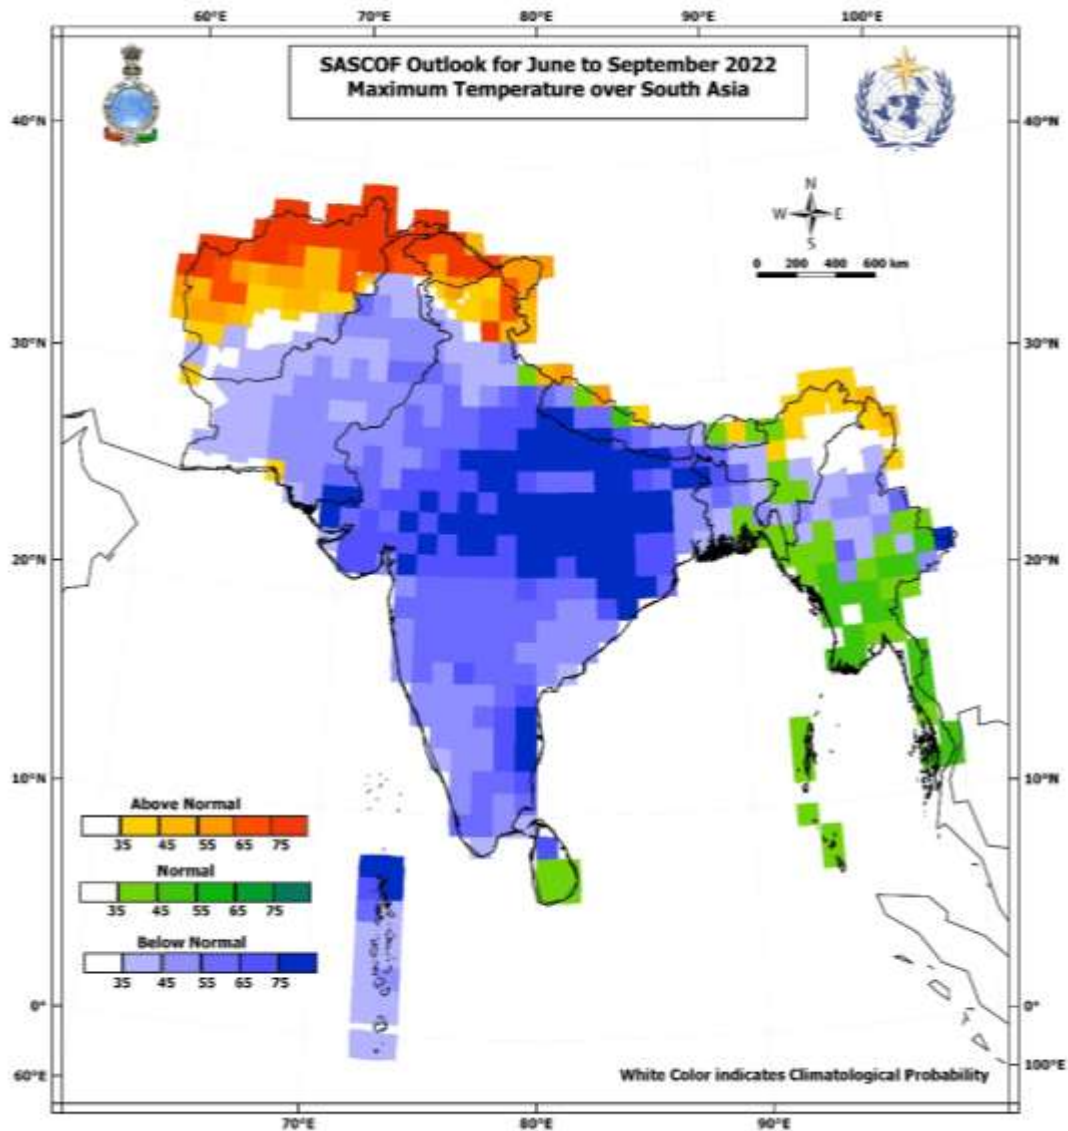 60°E 70°E 80°E 90°E 100°E
SASCOF Outlook for June to September 2022
Maximum Temperature over South Asia
40°N 40°N
N
W E
S
0 200 400 600 km
30°N 30°N
20°N 20°N
10°N 10°N
Above Normal
35 45 55 65 75
Normal
35 45 55 65 75
Below Normal
35 45 55 65 75
0° 0°
60°E 100°E
White Color indicates Climatological Probability
70°E 80°E 90°E